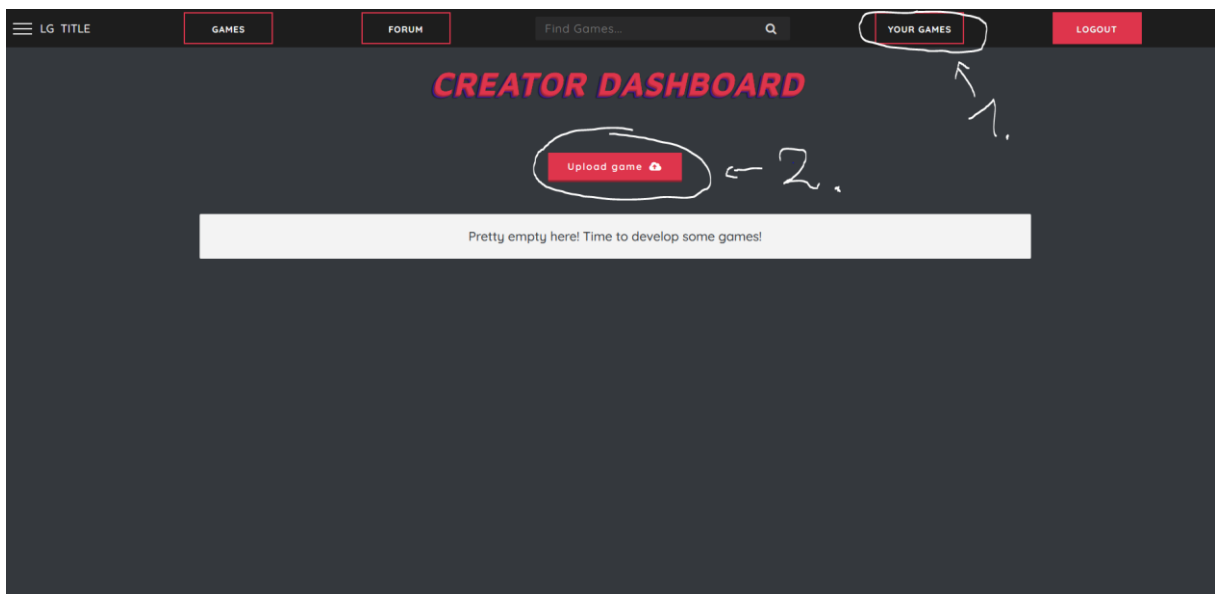 LG TITLE GAMES FORUM Find Games... YOUR GAMES LOGOUT
CREATOR DASHBOARD
1.
Upload game
2.
Pretty empty here! Time to develop some games!